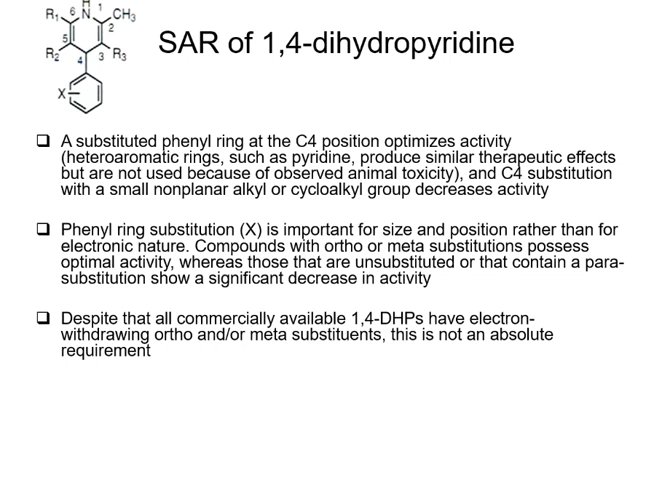 H
R₁ 6 N 1 CH₃
5 2
R₂ 4 3 R₃
X
SAR of 1,4-dihydropyridine
❑ A substituted phenyl ring at the C4 position optimizes activity
(heteroaromatic rings, such as pyridine, produce similar therapeutic effects
but are not used because of observed animal toxicity), and C4 substitution
with a small nonplanar alkyl or cycloalkyl group decreases activity
❑ Phenyl ring substitution (X) is important for size and position rather than for
electronic nature. Compounds with ortho or meta substitutions possess
optimal activity, whereas those that are unsubstituted or that contain a para-
substitution show a significant decrease in activity
❑ Despite that all commercially available 1,4-DHPs have electron-
withdrawing ortho and/or meta substituents, this is not an absolute
requirement